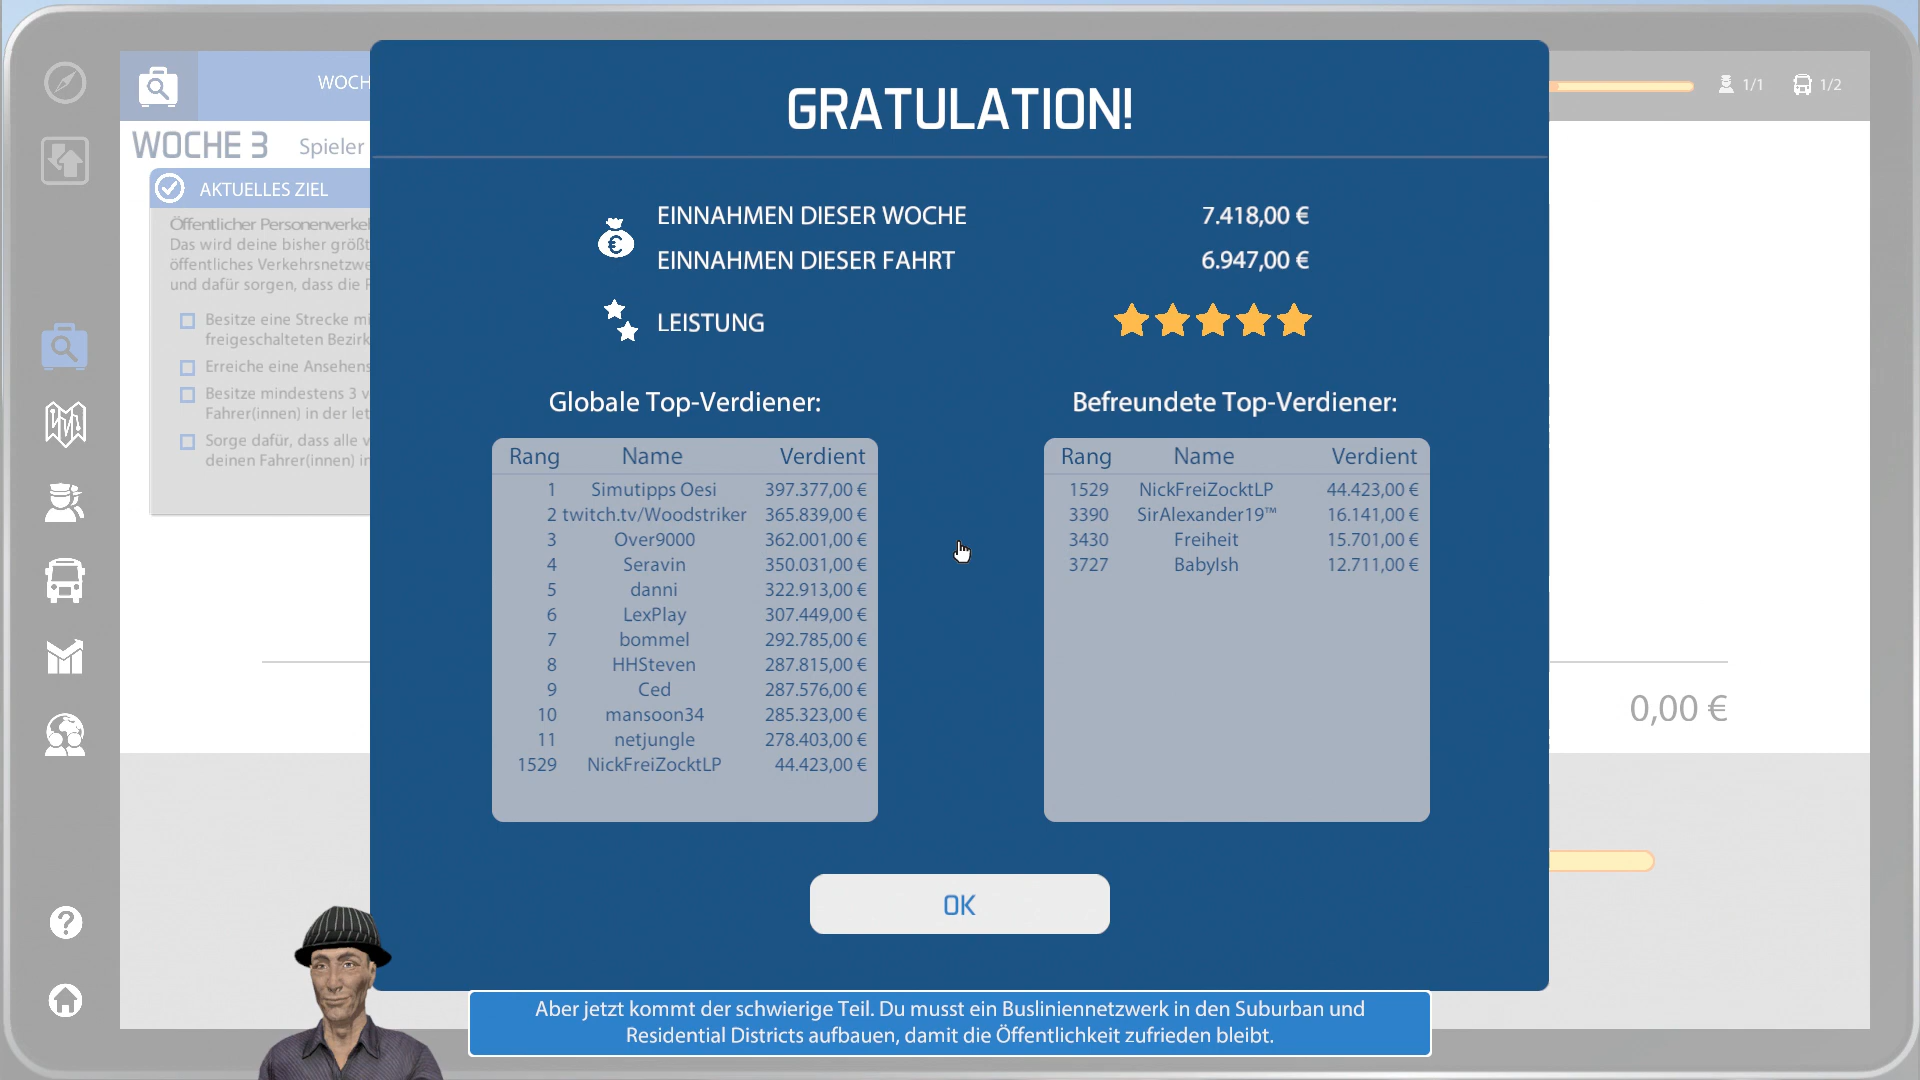 WOCH
1/1
1/2
WOCHE 3 Spieler
AKTUELLES ZIEL
Öffentlicher Personenverke
Das wird deine bisher größt
öffentliches Verkehrsnetzwe
und dafür sorgen, dass die F
Besitze eine Strecke mi
freigeschalteten Bezirk
Erreiche eine Ansehens
Besitze mindestens 3 v
Fahrer(innen) in der let
Sorge dafür, dass alle v
deinen Fahrer(innen) in
GRATULATION!
EINNAHMEN DIESER WOCHE 7.418,00 €
EINNAHMEN DIESER FAHRT 6.947,00 €
LEISTUNG
Globale Top-Verdiener:
Rang Name Verdient
1 Simutipps Oesi 397.377,00 €
2 twitch.tv/Woodstriker 365.839,00 €
3 Over9000 362.001,00 €
4 Seravin 350.031,00 €
5 danni 322.913,00 €
6 LexPlay 307.449,00 €
7 bommel 292.785,00 €
8 HHSteven 287.815,00 €
9 Ced 287.576,00 €
10 mansoon34 285.323,00 €
11 netjungle 278.403,00 €
1529 NickFreiZocktLP 44.423,00 €
Befreundete Top-Verdiener:
Rang Name Verdient
1529 NickFreiZocktLP 44.423,00 €
3390 SirAlexander19™ 16.141,00 €
3430 Freiheit 15.701,00 €
3727 BabyIsh 12.711,00 €
0,00 €
OK
Aber jetzt kommt der schwierige Teil. Du musst ein Busliniennetzwerk in den Suburban und
Residential Districts aufbauen, damit die Öffentlichkeit zufrieden bleibt.